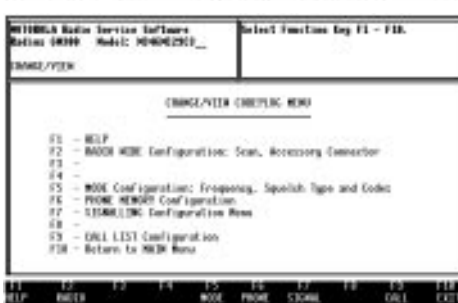 MOTOROLA Radio Service Software
Select Function Key F1 - F10.
Radius GM300 Model:
CHANGE/VIEW
CHANGE/VIEW CODEPLUG MENU
F1 - HELP
F2 - RADIO WIDE Configuration: Scan, Accessory Connector
F3 -
F4 -
F5 - MODE Configuration: Frequency, Squelch Type and Codes
F6 - PHONE MEMORY Configuration
F7 - SIGNALLING Configuration Menu
F8 -
F9 - CALL LIST Configuration
F10 - Return to MAIN Menu
F1 F2 F3 F4 F5 F6 F7 F8 F9 F10
HELP RADIO MODE PHONE SIGNAL CALL EXIT